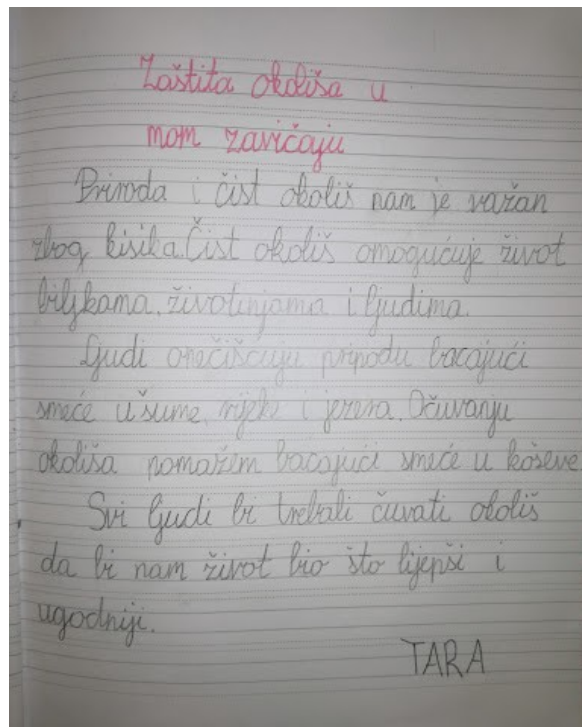 Zaštita okoliša u
mom zavičaju
Priroda i čist okoliš nam je važan
zbog kisika. Čist okoliš omogućuje život
biljkama, životinjama i ljudima.
Ljudi onečišćuju prirodu bacajući
smeće u šume, rijeke i jezera. Očuvanju
okoliša pomažem bacajući smeće u koševe
Svi ljudi bi trebali čuvati okoliš
da bi nam život bio što lijepši i
ugodniji.
TARA